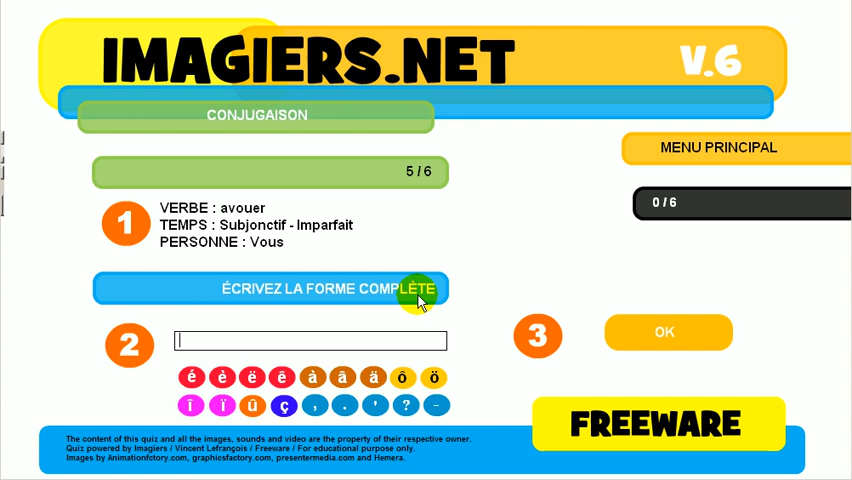 IMAGIERS.NET
V.6
CONJUGAISON
MENU PRINCIPAL
5 / 6
0 / 6
1
VERBE : avouer
TEMPS : Subjonctif - Imparfait
PERSONNE : Vous
ÉCRIVEZ LA FORME COMPLÈTE
2
3
OK
é è ë ê à â ä ô ö
î ï û ç , . ' ? -
FREEWARE
The content of this quiz and all the images, sounds and video are the property of their respective owner.
Quiz powered by Imagiers / Vincent Lefrançois / Freeware / For educational purpose only.
Images by Animationfctory.com, graphicsfactory.com, presentermedia.com and Hemera.